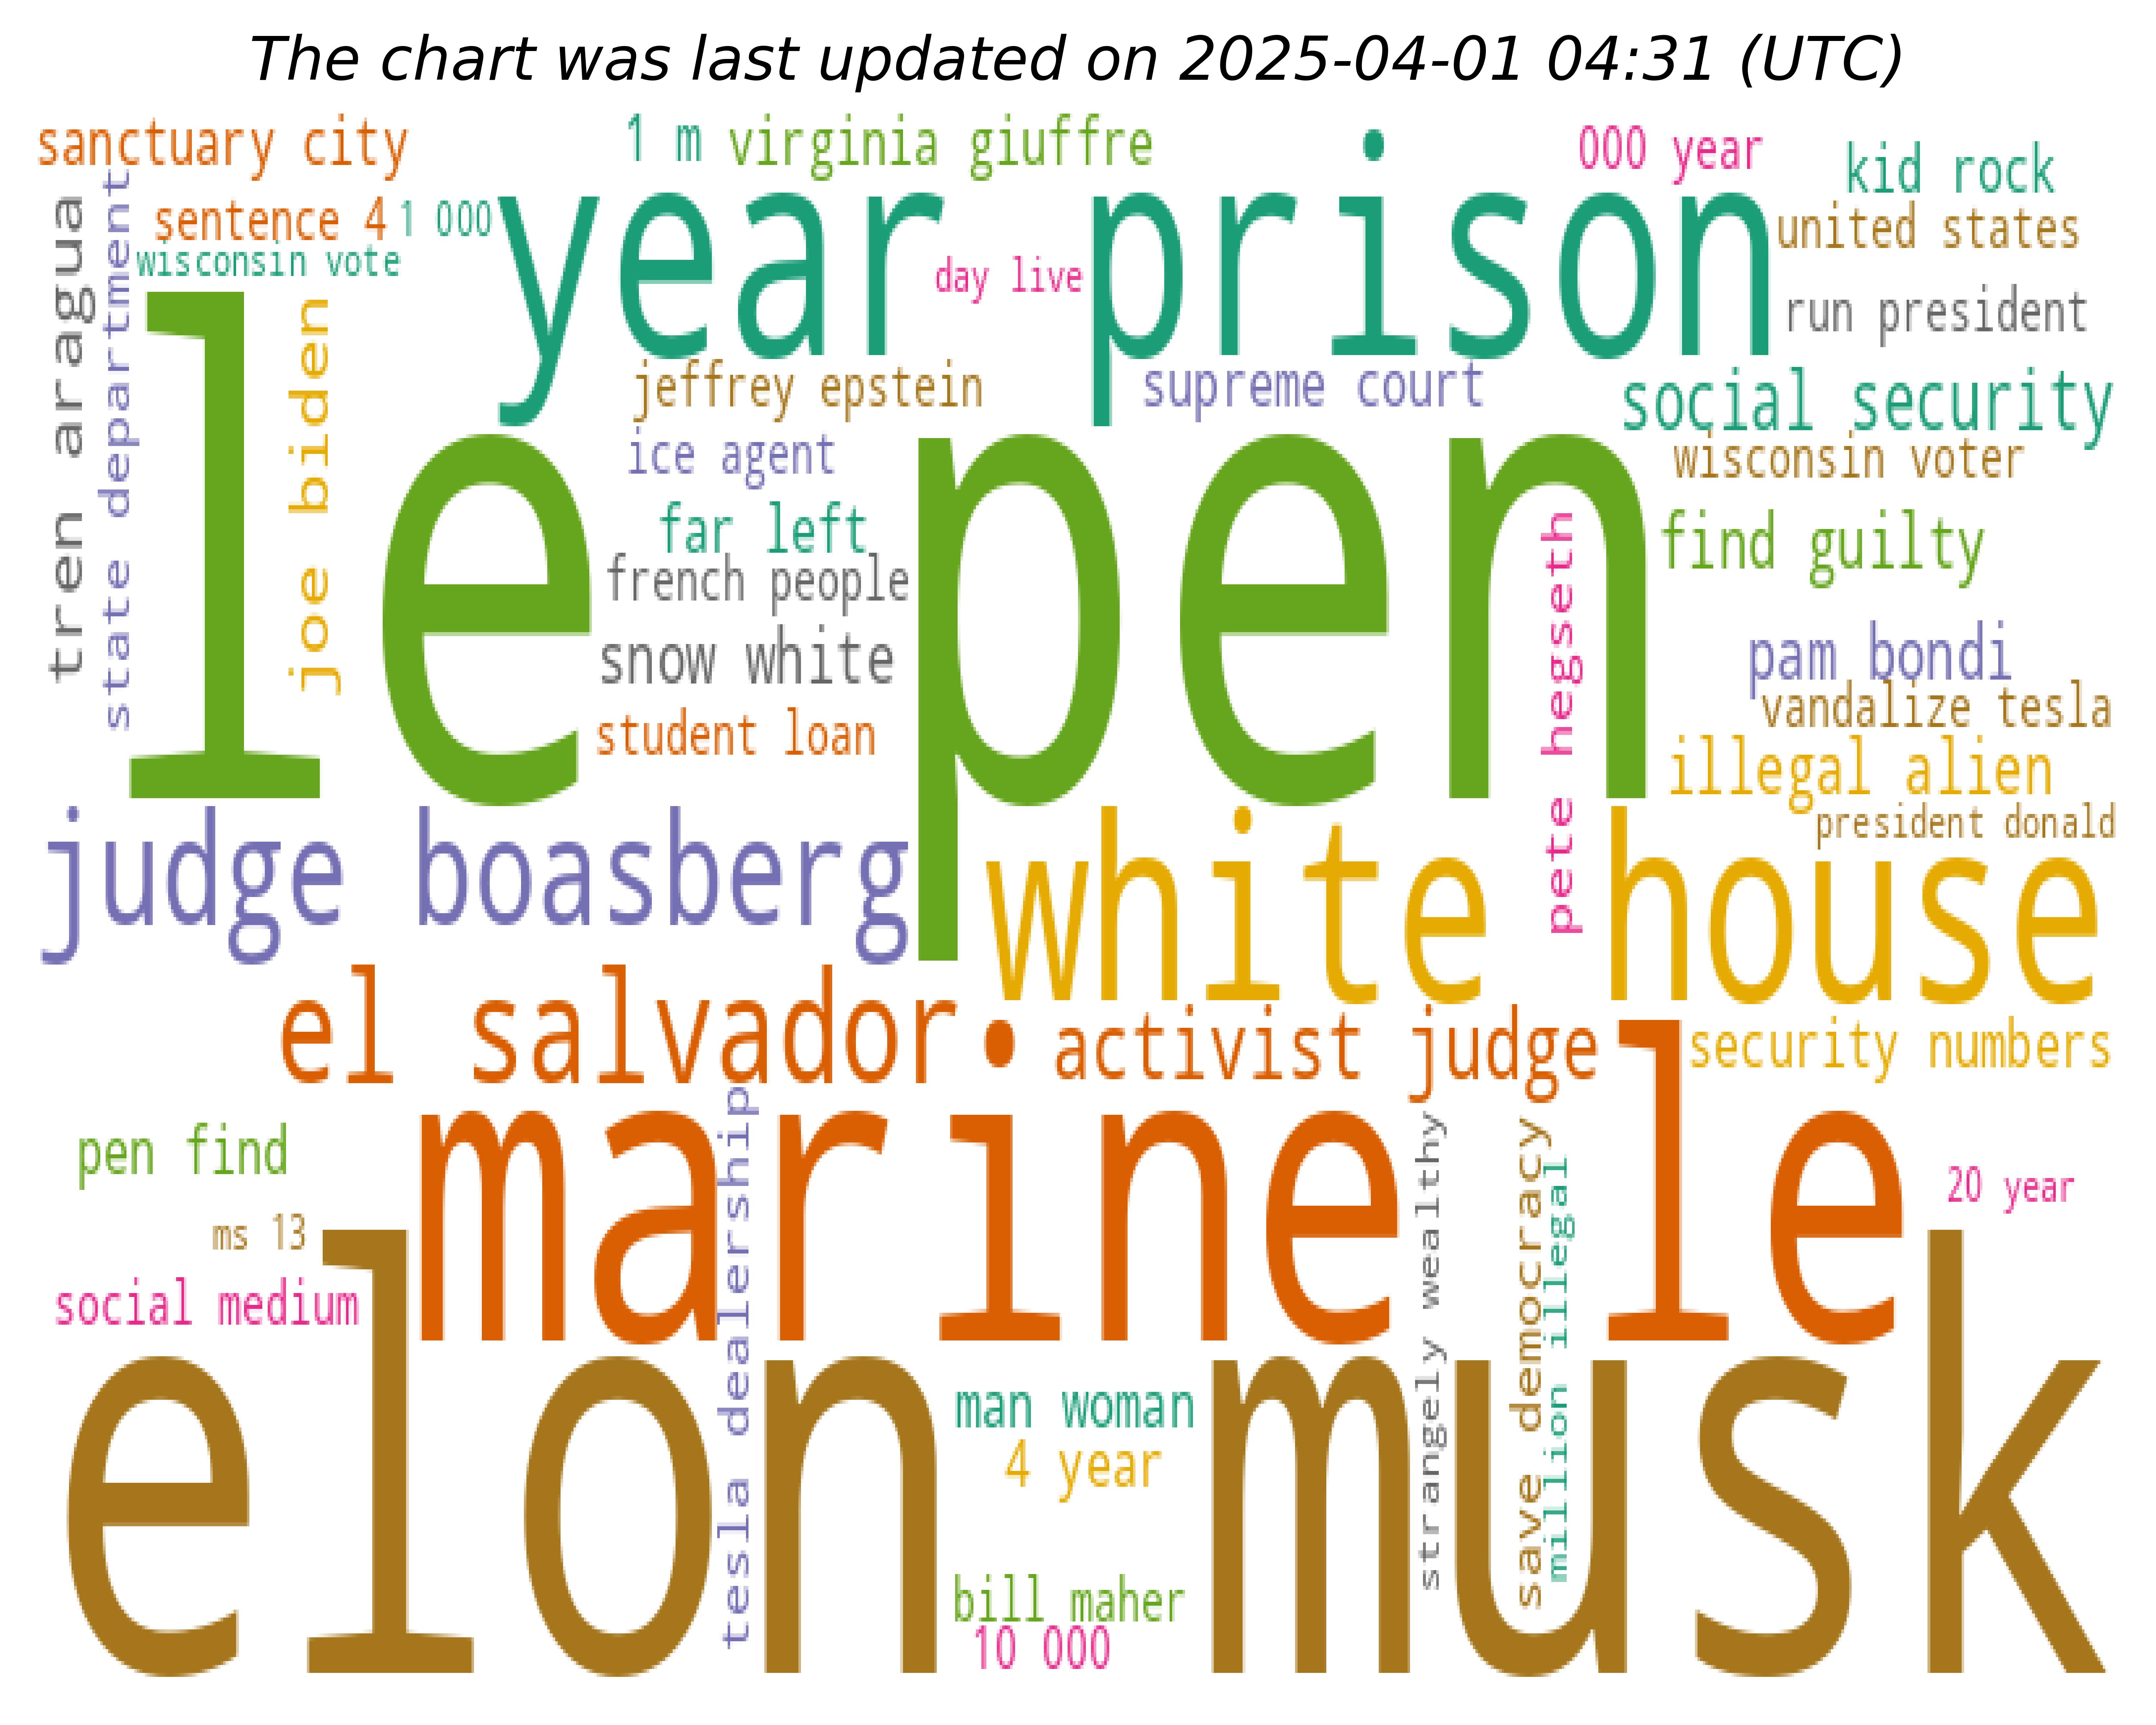 The chart was last updated on 2025-04-01 04:31 (UTC)
sanctuary city
1 m
virginia giuffre
000 year
kid rock
sentence 4
1 000
year prison
united states
wisconsin vote
day live
run president
tren aragua
state department
joe biden
jeffrey epstein
supreme court
social security
ice agent
wisconsin voter
le pen
far left
find guilty
french people
pete hegseth
snow white
pam bondi
student loan
vandalize tesla
illegal alien
president donald
judge boasberg
white house
el salvador
activist judge
security numbers
pen find
marine le
20 year
ms 13
social medium
tesla dealership
strangely wealthy
save democracy
million illegal
elon musk
man woman
4 year
bill maher
10 000